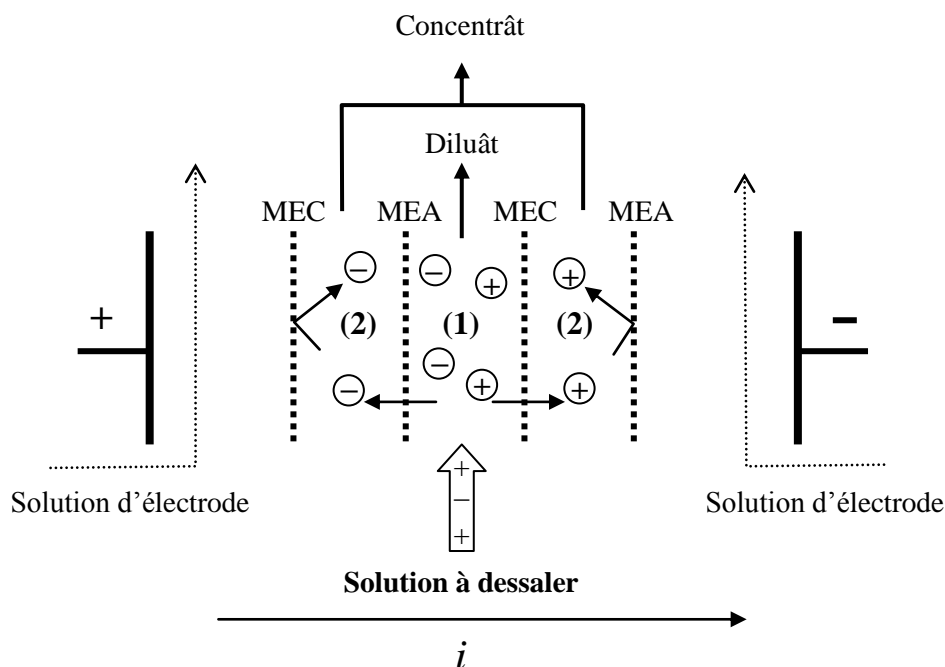 Concentrât
Diluât
MEC MEA MEC MEA
− − + +
+ (2) (1) (2) −
− − + +
+
−
+
Solution d’électrode Solution d’électrode
Solution à dessaler
i